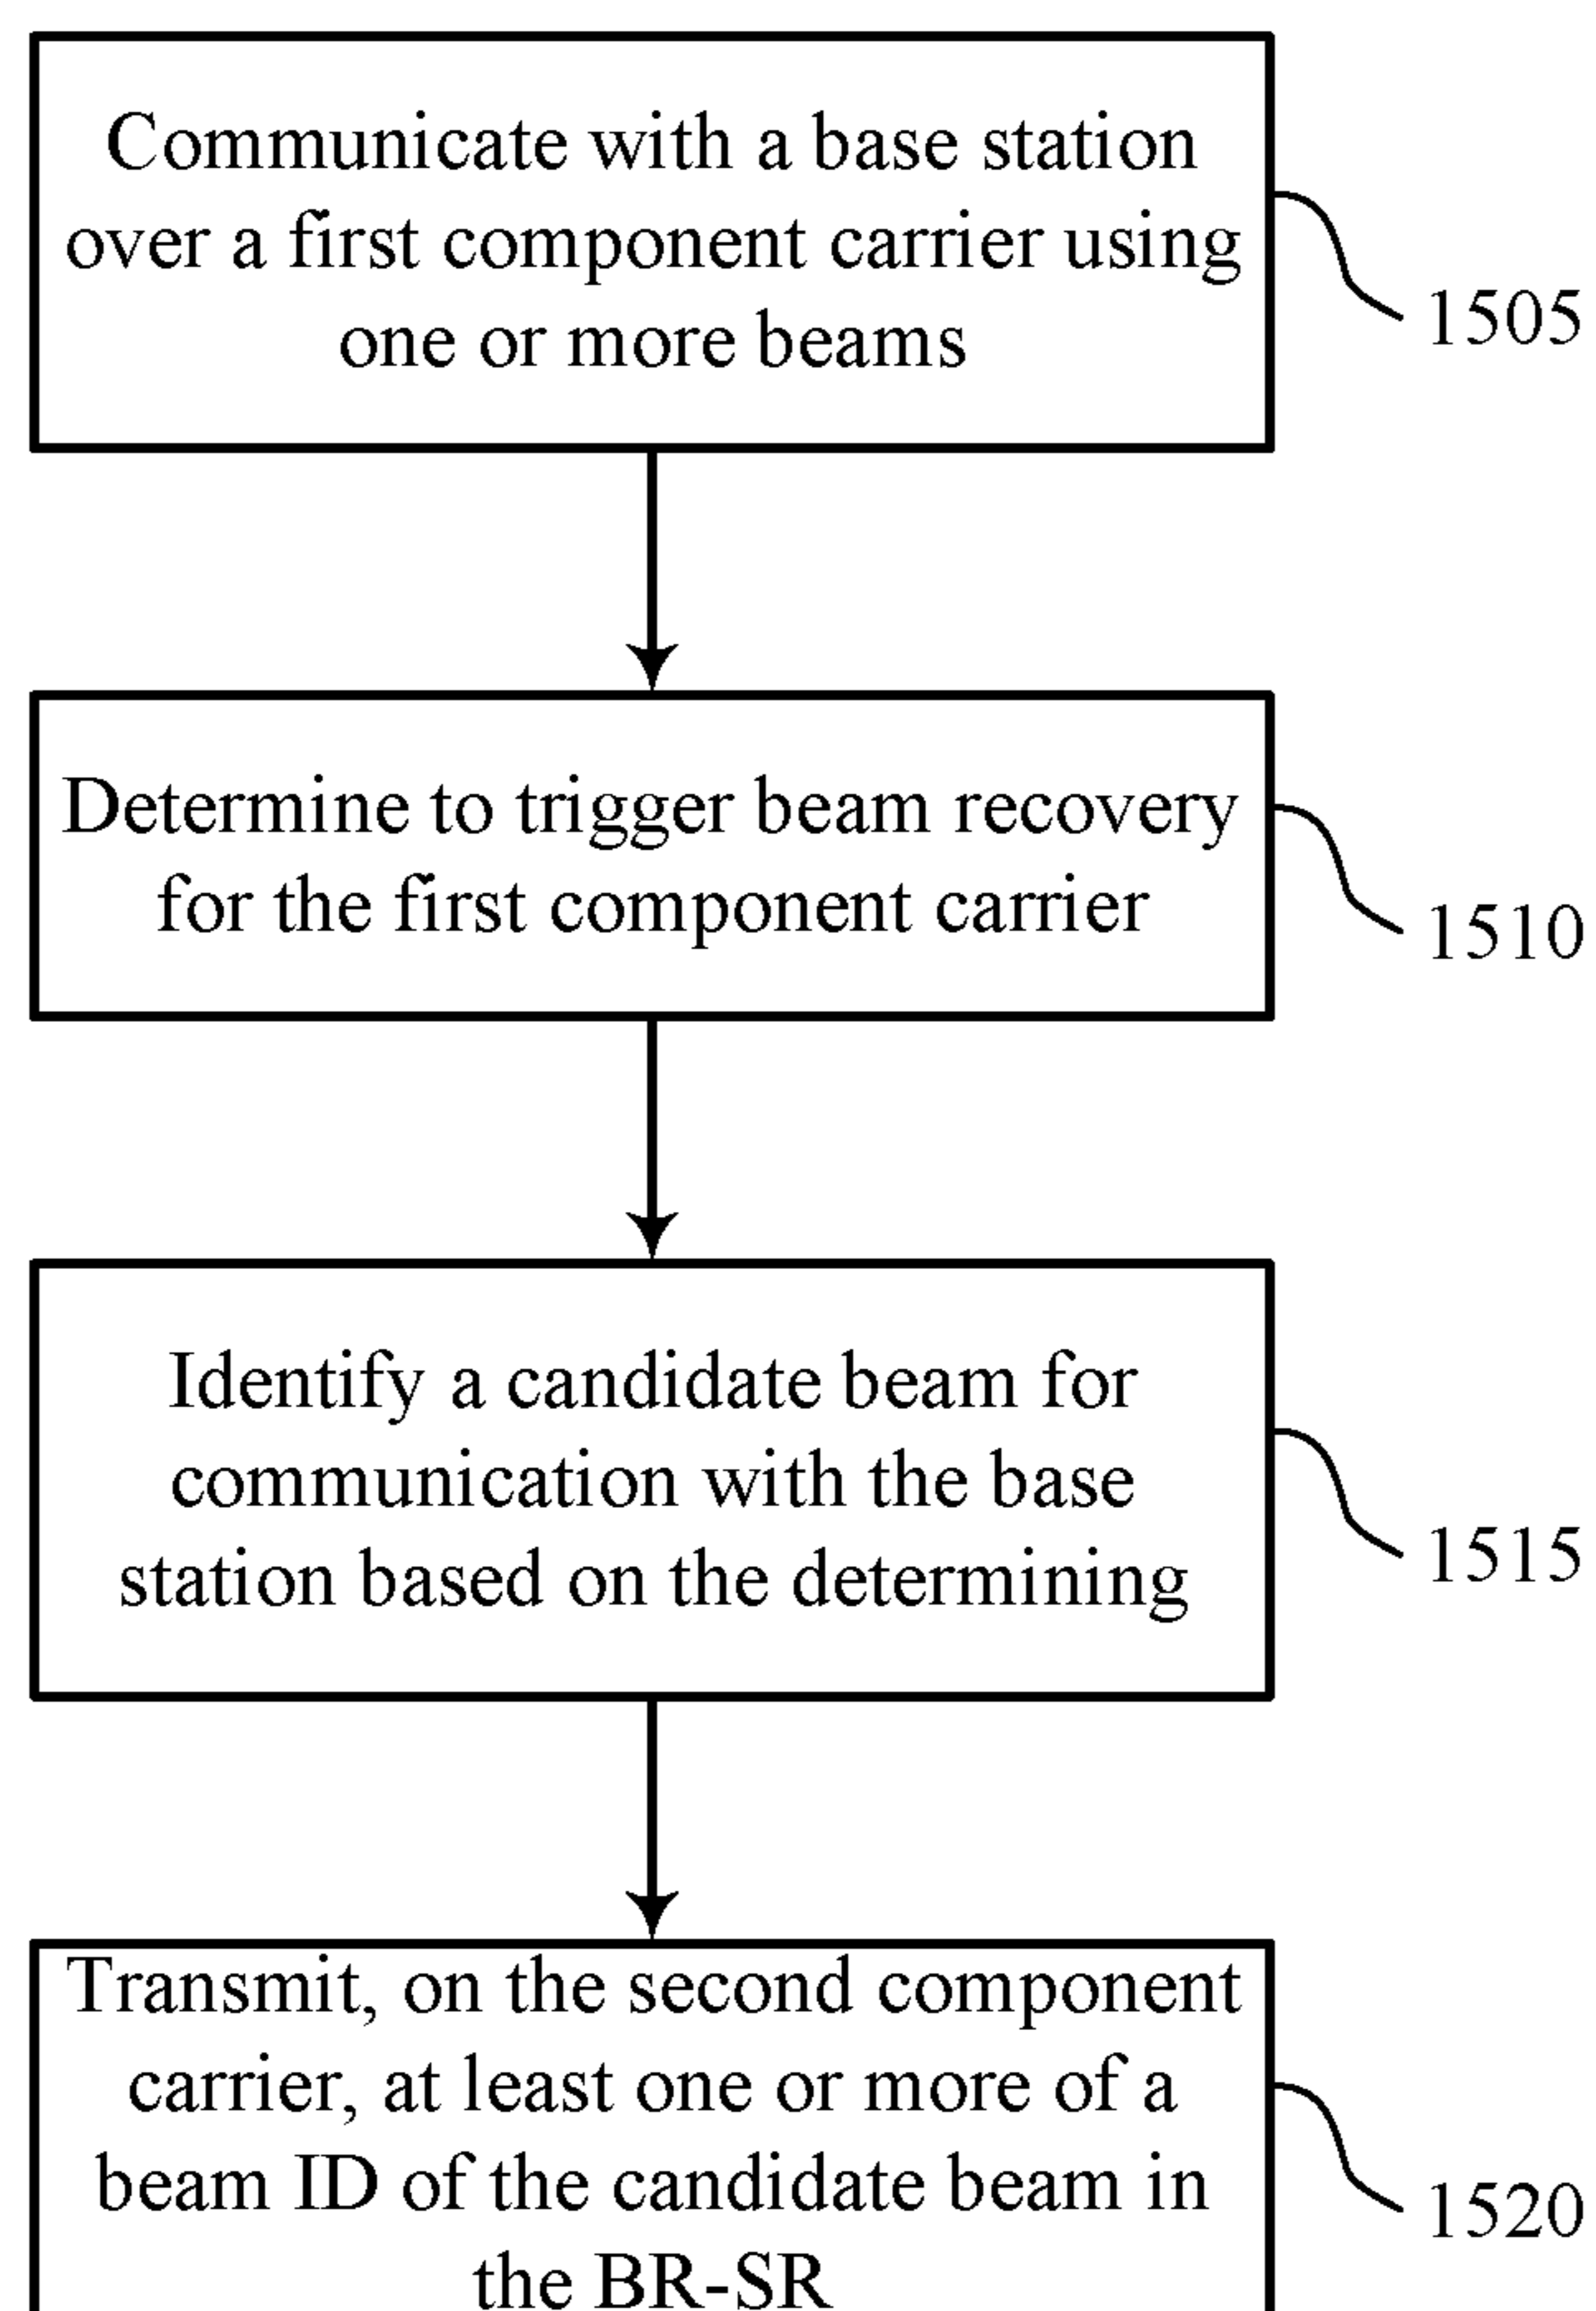 Communicate with a base station
over a first component carrier using
one or more beams
1505
Determine to trigger beam recovery
for the first component carrier
1510
Identify a candidate beam for
communication with the base
station based on the determining
1515
Transmit, on the second component
carrier, at least one or more of a
beam ID of the candidate beam in
the BR-SR
1520